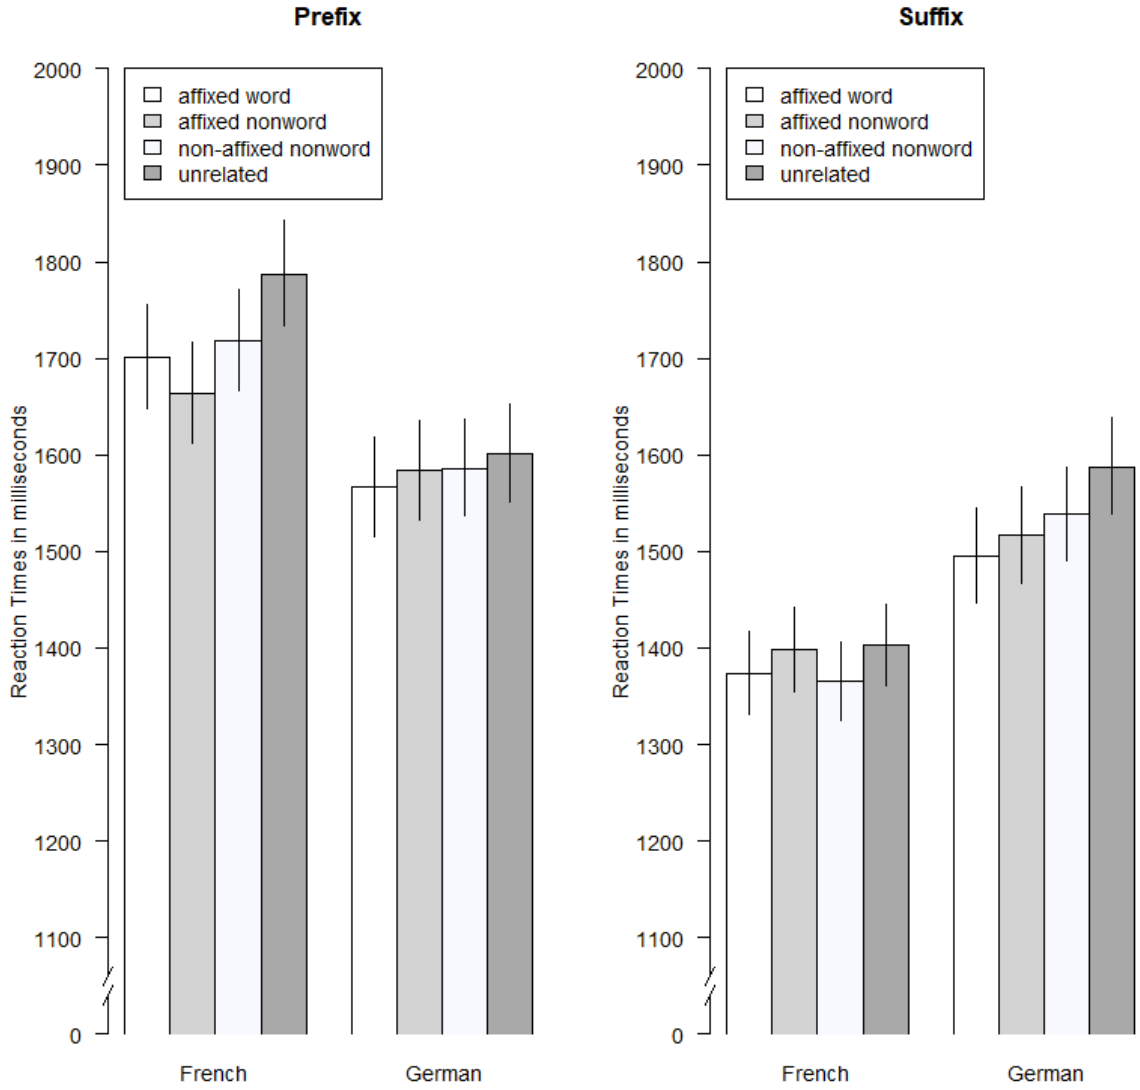 Prefix
2000
1900
1800
1700
1600
1500
1400
1300
1200
1100
0
Reaction Times in milliseconds
affixed word
affixed nonword
non-affixed nonword
unrelated
French
German
Suffix
2000
1900
1800
1700
1600
1500
1400
1300
1200
1100
0
Reaction Times in milliseconds
affixed word
affixed nonword
non-affixed nonword
unrelated
French
German